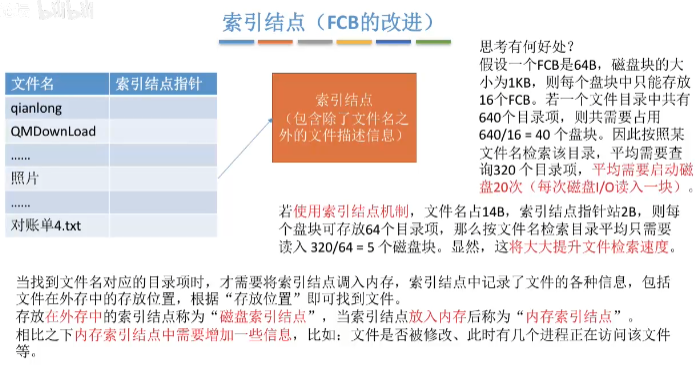 bilibili
索引结点（FCB的改进）
思考有何好处？
假设一个FCB是64B，磁盘块的大
小为1KB，则每个盘块中只能存放
16个FCB。若一个文件目录中共有
640个目录项，则共需要占用
640/16 = 40 个盘块。因此按照某
文件名检索该目录，平均需要查
询320 个目录项，平均需要启动磁
盘20次（每次磁盘I/O读入一块）。
文件名 索引结点指针
qianlong
QMDownLoad
......
照片
......
对账单4.txt
索引结点
（包含除了文件名之
外的文件描述信息）
若使用索引结点机制，文件名占14B，索引结点指针站2B，则每
个盘块可存放64个目录项，那么按文件名检索目录平均只需要
读入 320/64 = 5 个磁盘块。显然，这将大大提升文件检索速度。
当找到文件名对应的目录项时，才需要将索引结点调入内存，索引结点中记录了文件的各种信息，包括
文件在外存中的存放位置，根据“存放位置”即可找到文件。
存放在外存中的索引结点称为“磁盘索引结点”，当索引结点放入内存后称为“内存索引结点”。
相比之下内存索引结点中需要增加一些信息，比如：文件是否被修改、此时有几个进程正在访问该文件
等。